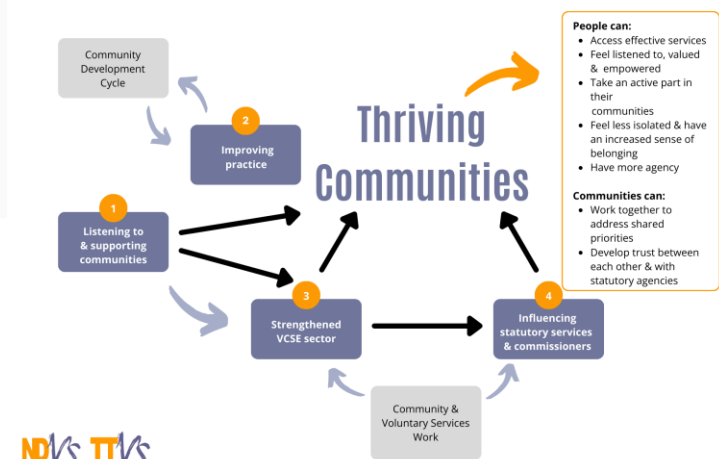 Community
Development
Cycle
2
Improving
practice
1
Listening to
& supporting
communities
Thriving
Communities
People can:
• Access effective services
• Feel listened to, valued
& empowered
• Take an active part in
their
communities
• Feel less isolated & have
an increased sense of
belonging
• Have more agency
Communities can:
• Work together to
address shared
priorities
• Develop trust between
each other & with
statutory agencies
3
Strengthened
VCSE sector
4
Influencing
statutory services
& commissioners
Community &
Voluntary Services
Work
NDVS TTVS